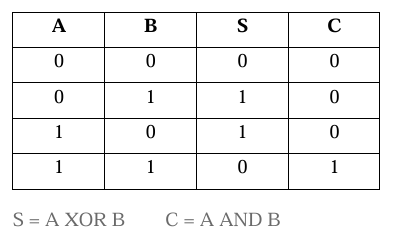 A B S C
0 0 0 0
0 1 1 0
1 0 1 0
1 1 0 1
S = A XOR B C = A AND B